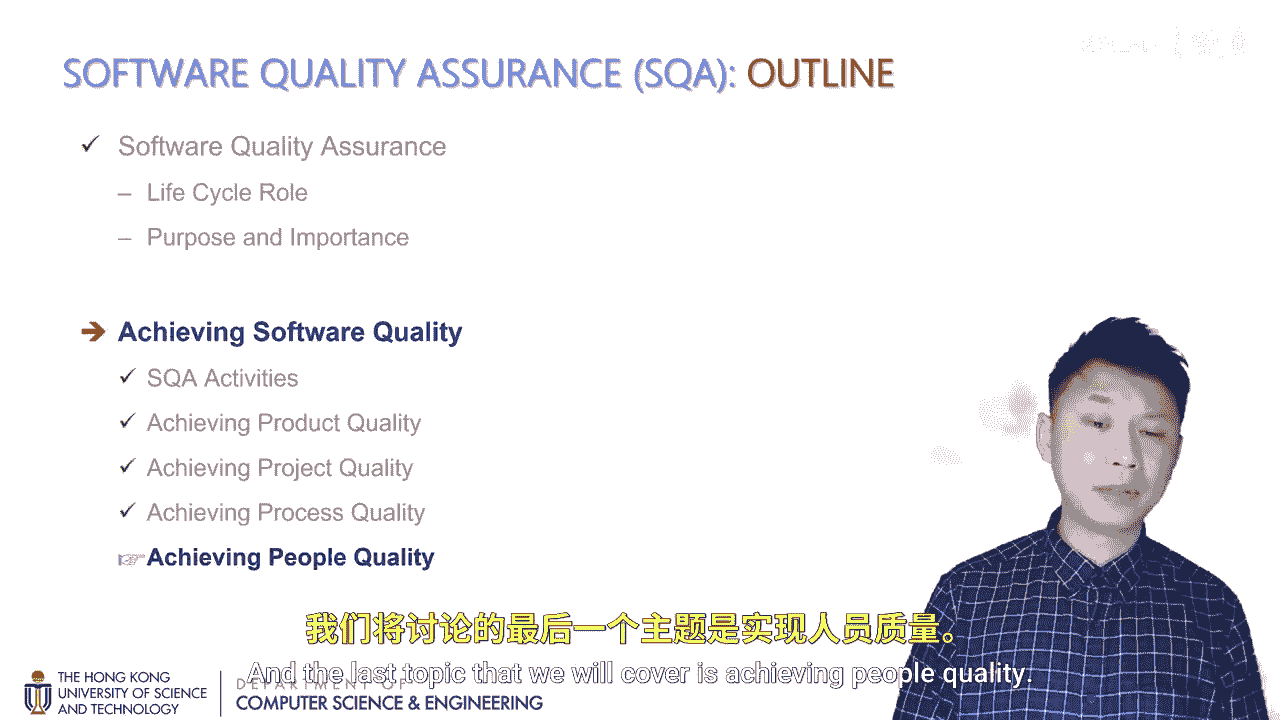 SOFTWARE QUALITY ASSURANCE (SQA): OUTLINE
✓ Software Quality Assurance
– Life Cycle Role
– Purpose and Importance
➔ Achieving Software Quality
✓ SQA Activities
✓ Achieving Product Quality
✓ Achieving Project Quality
✓ Achieving Process Quality
☞ Achieving People Quality
我们将讨论的最后一个主题是实现人员质量。
And the last topic that we will cover is achieving people quality.
THE HONG KONG
UNIVERSITY OF SCIENCE
AND TECHNOLOGY
DEPARTMENT OF
COMPUTER SCIENCE & ENGINEERING